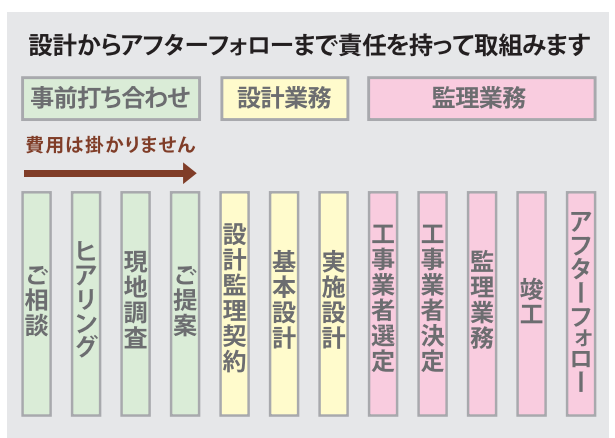 設計からアフターフォローまで責任を持って取組みます
事前打ち合わせ
設計業務
監理業務
費用は掛かりません
ご相談
ヒアリング
現地調査
ご提案
設計監理契約
基本設計
実施設計
工事業者選定
工事業者決定
監理業務
竣工
アフターフォロー